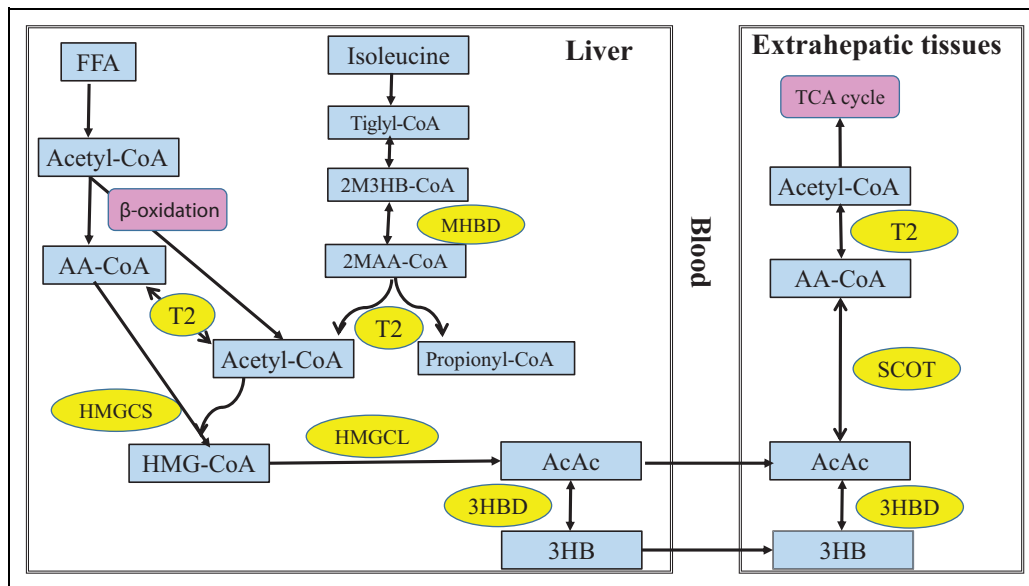 Liver
FFA
Isoleucine
Acetyl-CoA
Tiglyl-CoA
β-oxidation
2M3HB-CoA
MHBD
AA-CoA
2MAA-CoA
T2
T2
Acetyl-CoA
Propionyl-CoA
HMGCS
HMGCL
HMG-CoA
AcAc
3HBD
3HB
Blood
Extrahepatic tissues
TCA cycle
Acetyl-CoA
T2
AA-CoA
SCOT
AcAc
3HBD
3HB